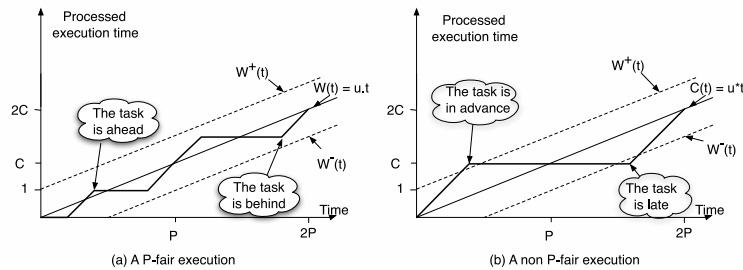 Processed
execution time
W⁺(t)
W(t) = u.t
2C
The task
is ahead
C
1
W⁻(t)
The task
is behind
Time
P
2P
(a) A P-fair execution
Processed
execution time
W⁺(t)
C(t) = u*t
The task is
in advance
2C
C
1
W⁻(t)
The task
is late
Time
P
2P
(b) A non P-fair execution